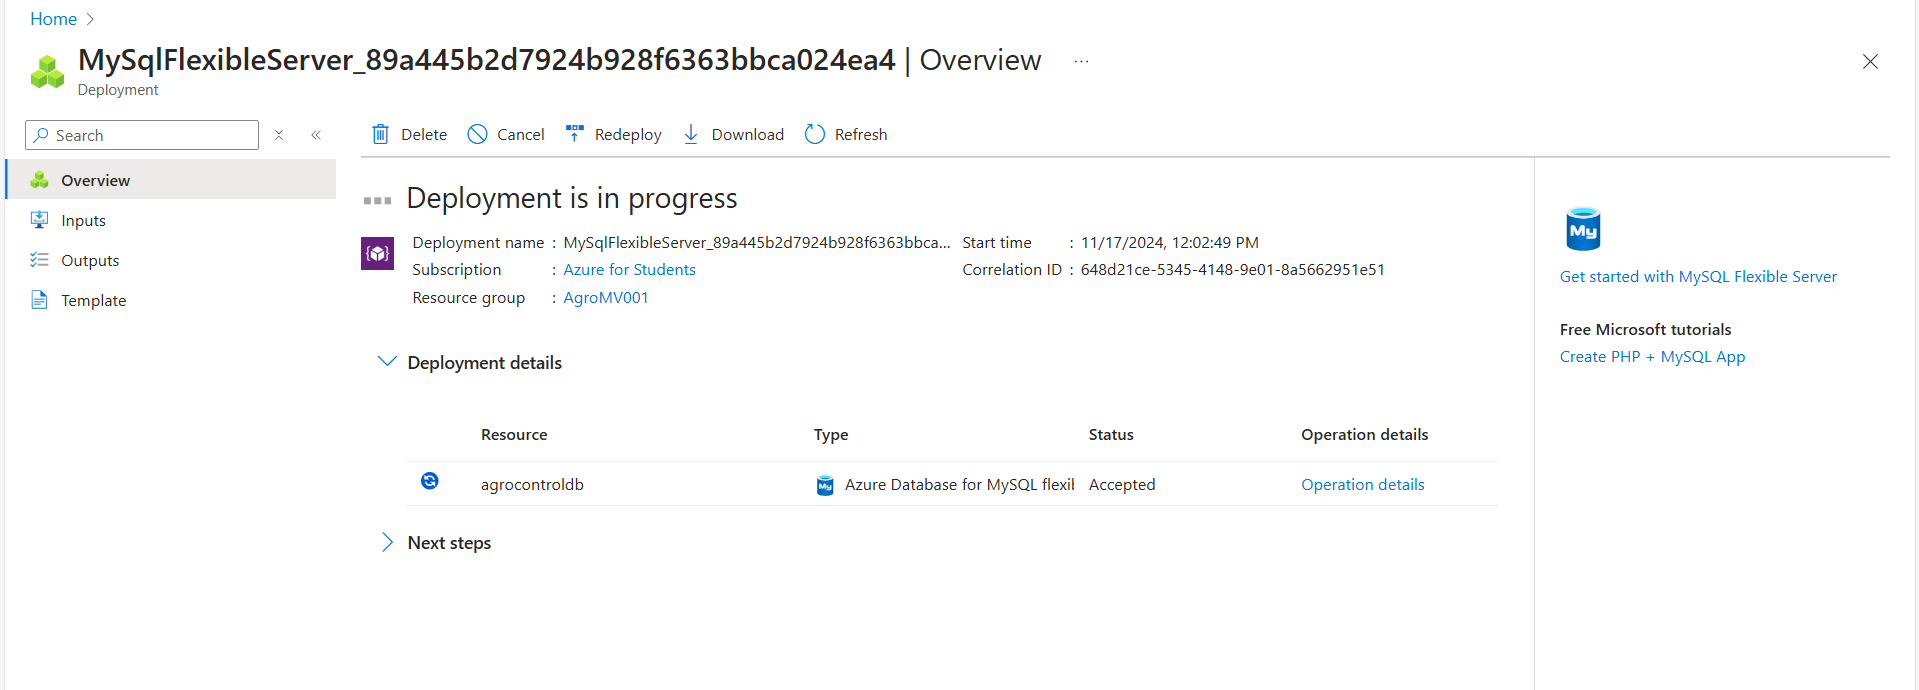 Home
MySqlFlexibleServer_89a445b2d7924b928f6363bbca024ea4 | Overview ...
Deployment
Search
Overview
Inputs
Outputs
Template
Delete Cancel Redeploy Download Refresh
Deployment is in progress
Deployment name : MySqlFlexibleServer_89a445b2d7924b928f6363bbca... Start time : 11/17/2024, 12:02:49 PM
Subscription : Azure for Students Correlation ID : 648d21ce-5345-4148-9e01-8a5662951e51
Resource group : AgroMV001
Deployment details
Resource Type Status Operation details
agrocontroldb My Azure Database for MySQL flexil Accepted Operation details
Next steps
My
Get started with MySQL Flexible Server
Free Microsoft tutorials
Create PHP + MySQL App